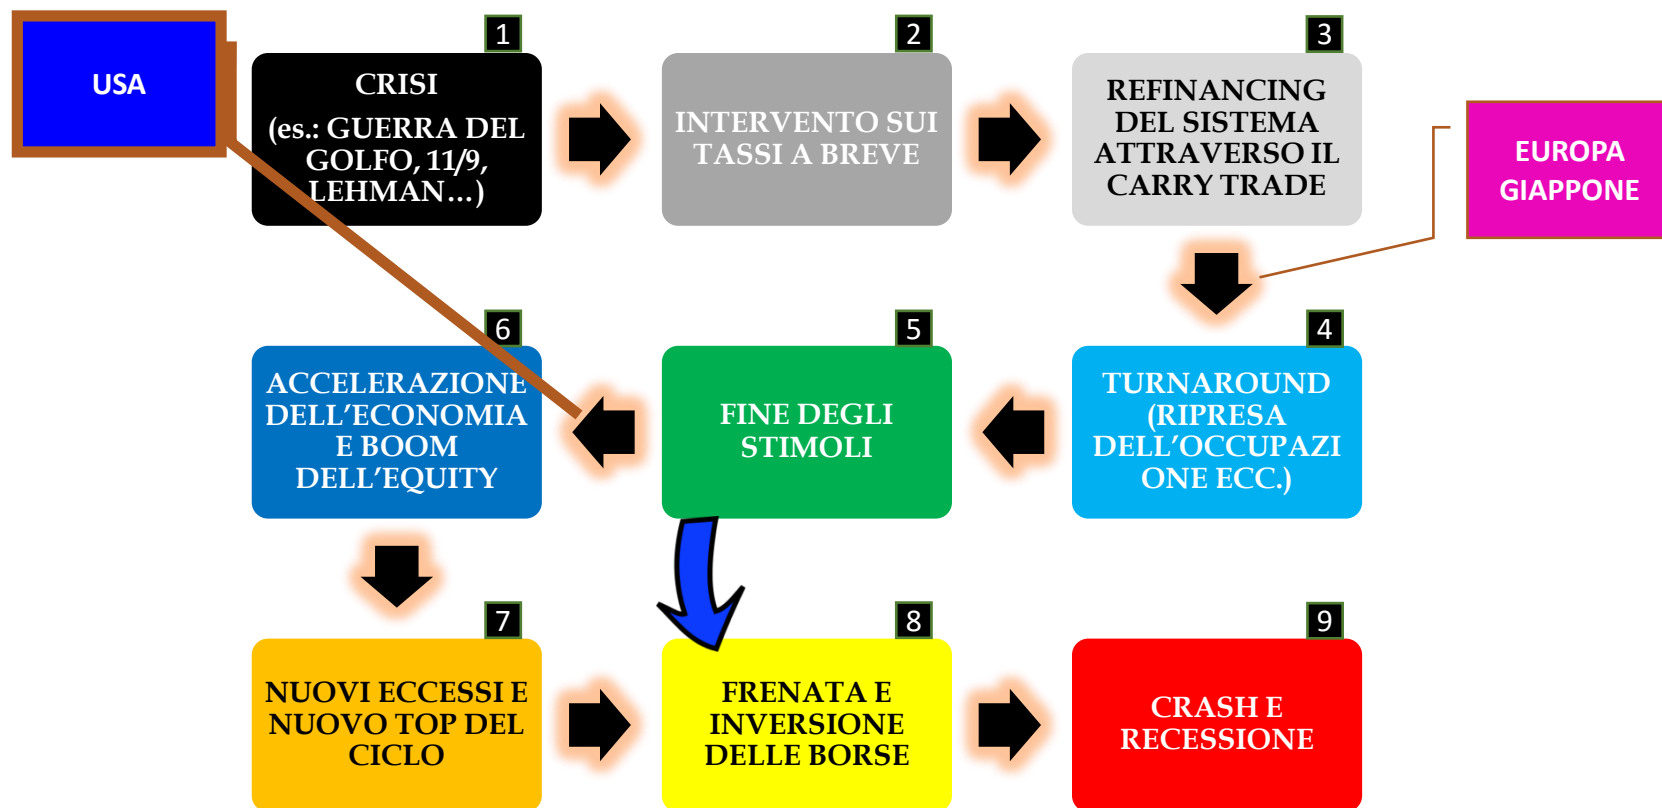 USA
1
CRISI
(es.: GUERRA DEL
GOLFO, 11/9,
LEHMAN…)
2
INTERVENTO SUI
TASSI A BREVE
3
REFINANCING
DEL SISTEMA
ATTRAVERSO IL
CARRY TRADE
EUROPA
GIAPPONE
6
ACCELERAZIONE
DELL’ECONOMIA
E BOOM
DELL’EQUITY
5
FINE DEGLI
STIMOLI
4
TURNAROUND
(RIPRESA
DELL’OCCUPAZI
ONE ECC.)
7
NUOVI ECCESSI E
NUOVO TOP DEL
CICLO
8
FRENATA E
INVERSIONE
DELLE BORSE
9
CRASH E
RECESSIONE